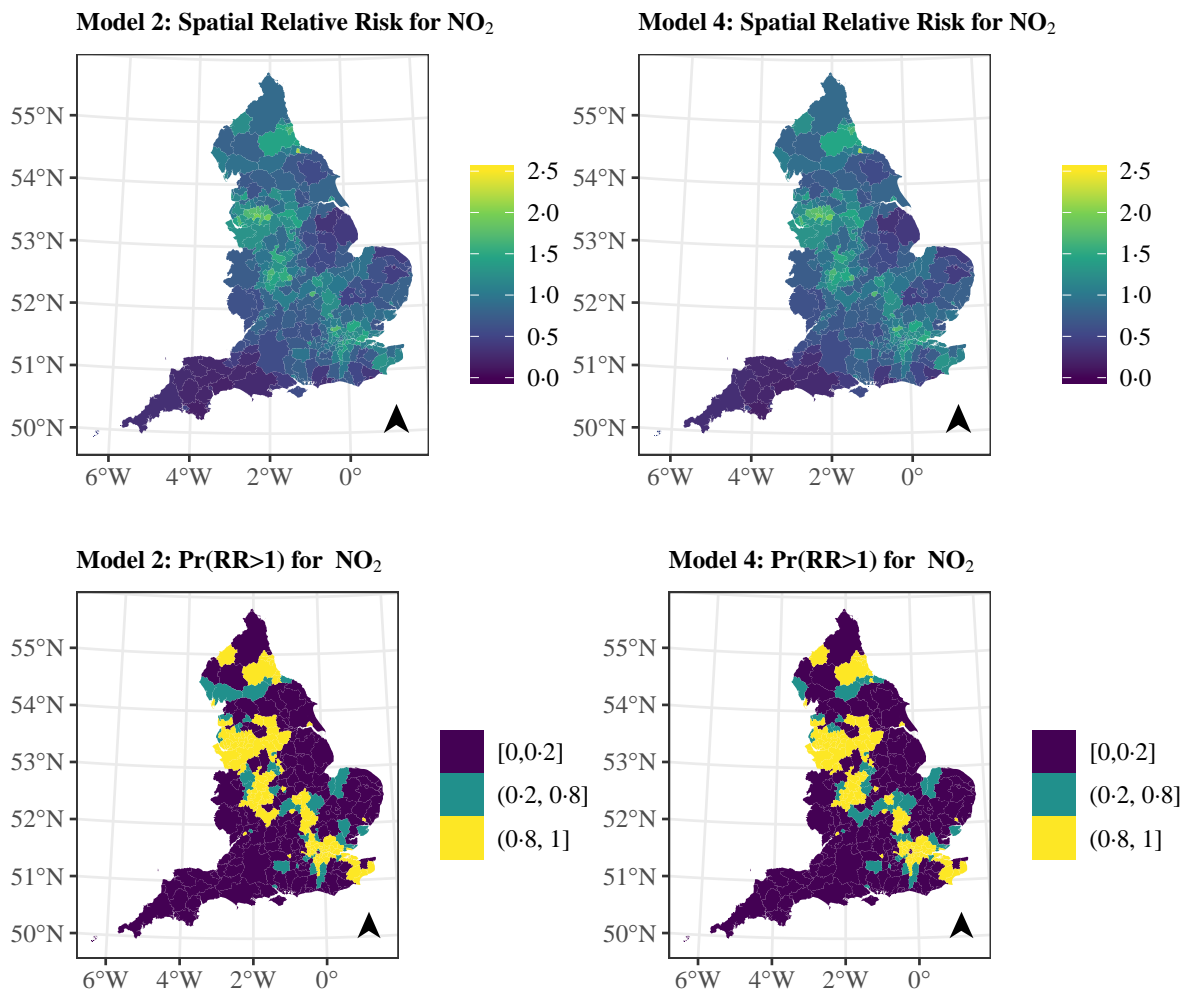 Model 2: Spatial Relative Risk for NO₂
Model 4: Spatial Relative Risk for NO₂
55°N
54°N
53°N
52°N
51°N
50°N
6°W 4°W 2°W 0°
2·5
2·0
1·5
1·0
0·5
0·0
55°N
54°N
53°N
52°N
51°N
50°N
6°W 4°W 2°W 0°
2·5
2·0
1·5
1·0
0·5
0·0
Model 2: Pr(RR>1) for NO₂
Model 4: Pr(RR>1) for NO₂
55°N
54°N
53°N
52°N
51°N
50°N
6°W 4°W 2°W 0°
[0,0·2]
(0·2, 0·8]
(0·8, 1]
55°N
54°N
53°N
52°N
51°N
50°N
6°W 4°W 2°W 0°
[0,0·2]
(0·2, 0·8]
(0·8, 1]